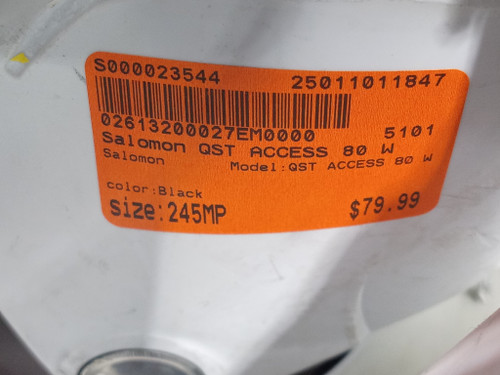 S000023544 25011011847
02613200027EM0000 5101
Salomon QST ACCESS 80 W
Salomon Model:QST ACCESS 80 W
color:Black
Size:245MP $79.99